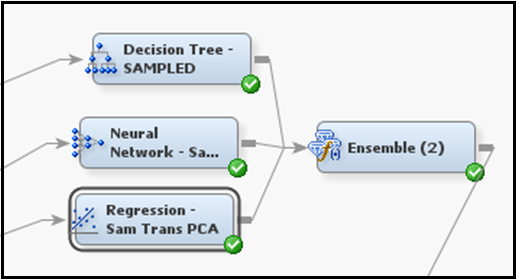 Decision Tree -
SAMPLED
Neural
Network - Sa...
Regression -
Sam Trans PCA
Ensemble (2)